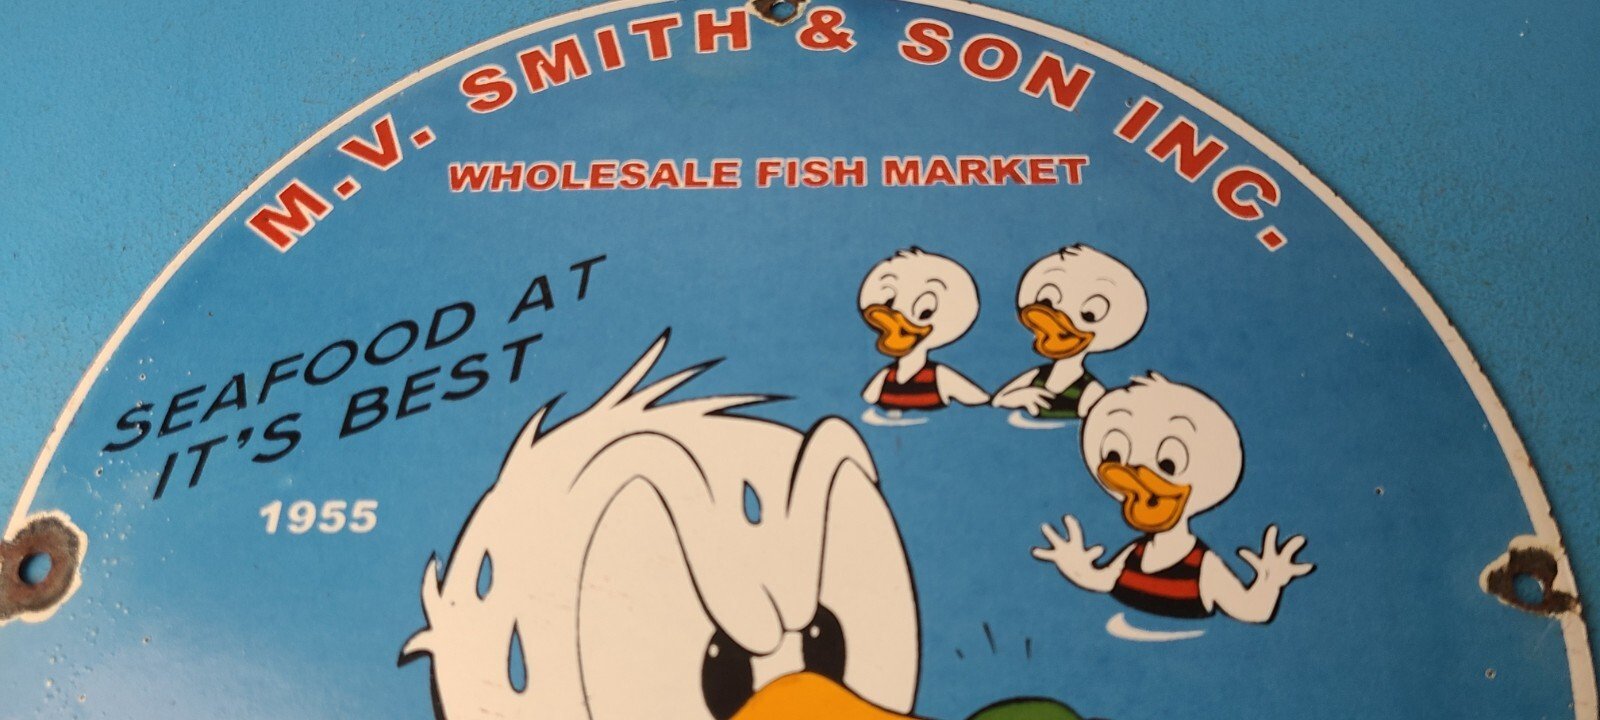 M.V. SMITH & SON INC.
WHOLESALE FISH MARKET
SEAFOOD AT
IT'S BEST
1955